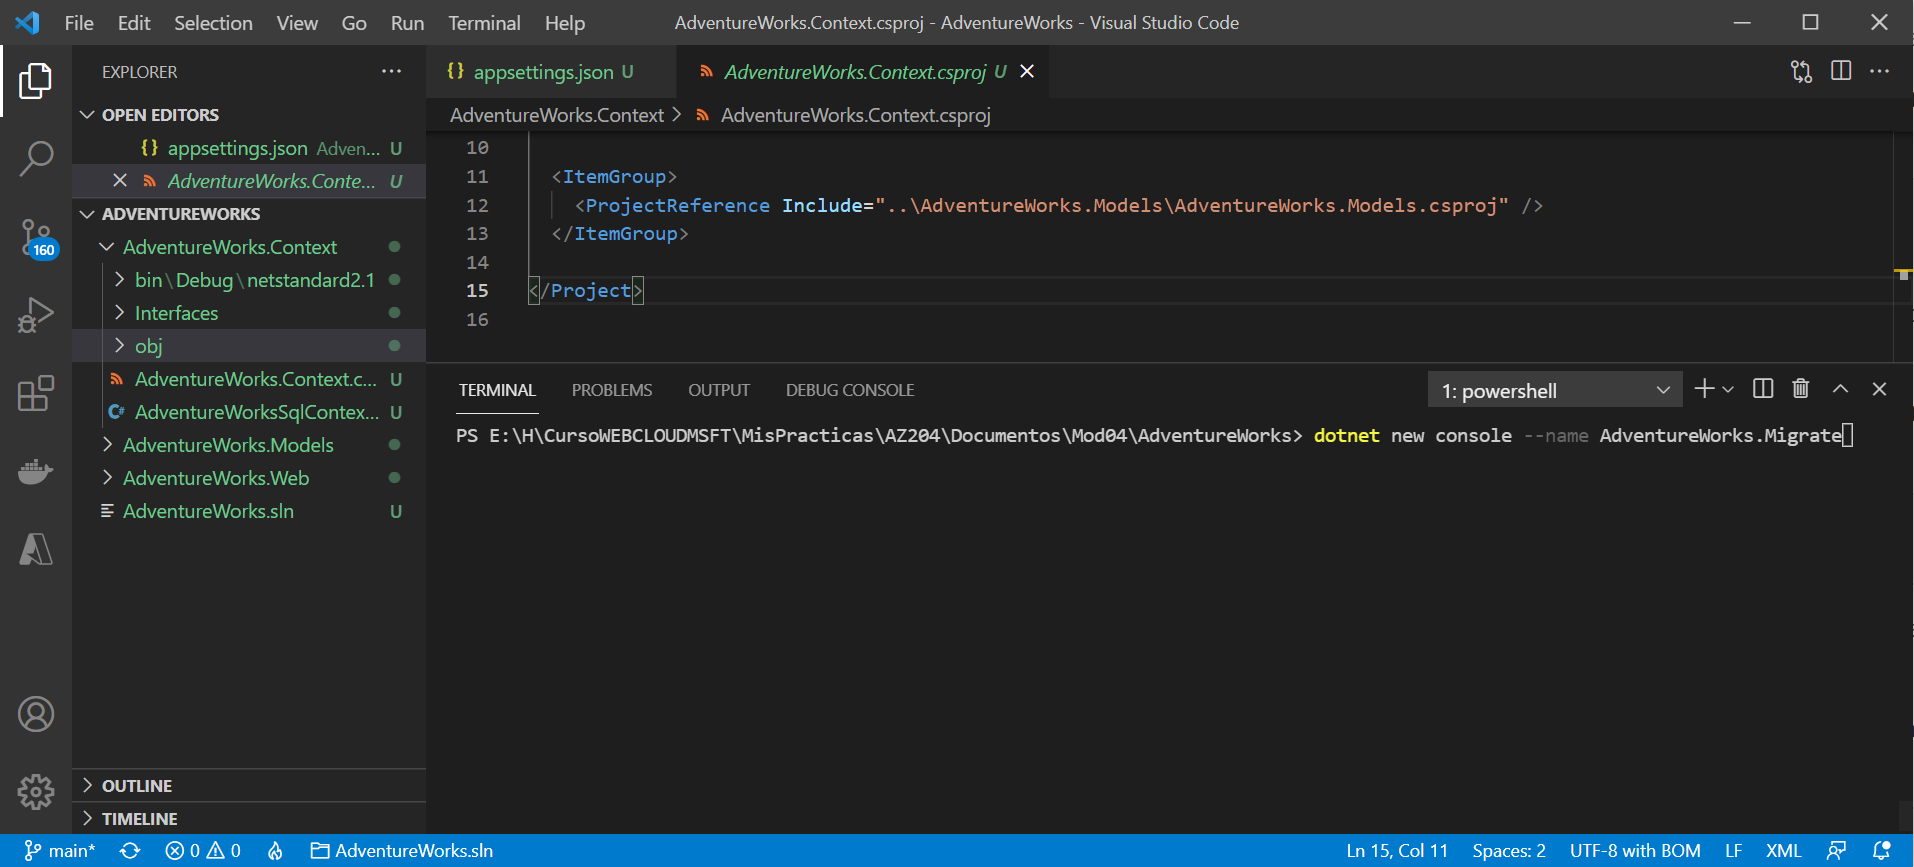 File Edit Selection View Go Run Terminal Help AdventureWorks.Context.csproj - AdventureWorks - Visual Studio Code
EXPLORER ···
OPEN EDITORS
{} appsettings.json Adven... U
AdventureWorks.Conte... U
ADVENTUREWORKS
AdventureWorks.Context
bin\Debug\netstandard2.1
Interfaces
obj
AdventureWorks.Context.c... U
C# AdventureWorksSqlContex... U
AdventureWorks.Models
AdventureWorks.Web
AdventureWorks.sln U
OUTLINE
TIMELINE
160
{} appsettings.json U AdventureWorks.Context.csproj U
AdventureWorks.Context > AdventureWorks.Context.csproj
10
11 <ItemGroup>
12 <ProjectReference Include="..\AdventureWorks.Models\AdventureWorks.Models.csproj" />
13 </ItemGroup>
14
15 </Project>
16
TERMINAL PROBLEMS OUTPUT DEBUG CONSOLE 1: powershell
PS E:\H\CursoWEBCLOUDMSFT\MisPracticas\AZ204\Documentos\Mod04\AdventureWorks> dotnet new console --name AdventureWorks.Migrate
main* 0 0 AdventureWorks.sln Ln 15, Col 11 Spaces: 2 UTF-8 with BOM LF XML